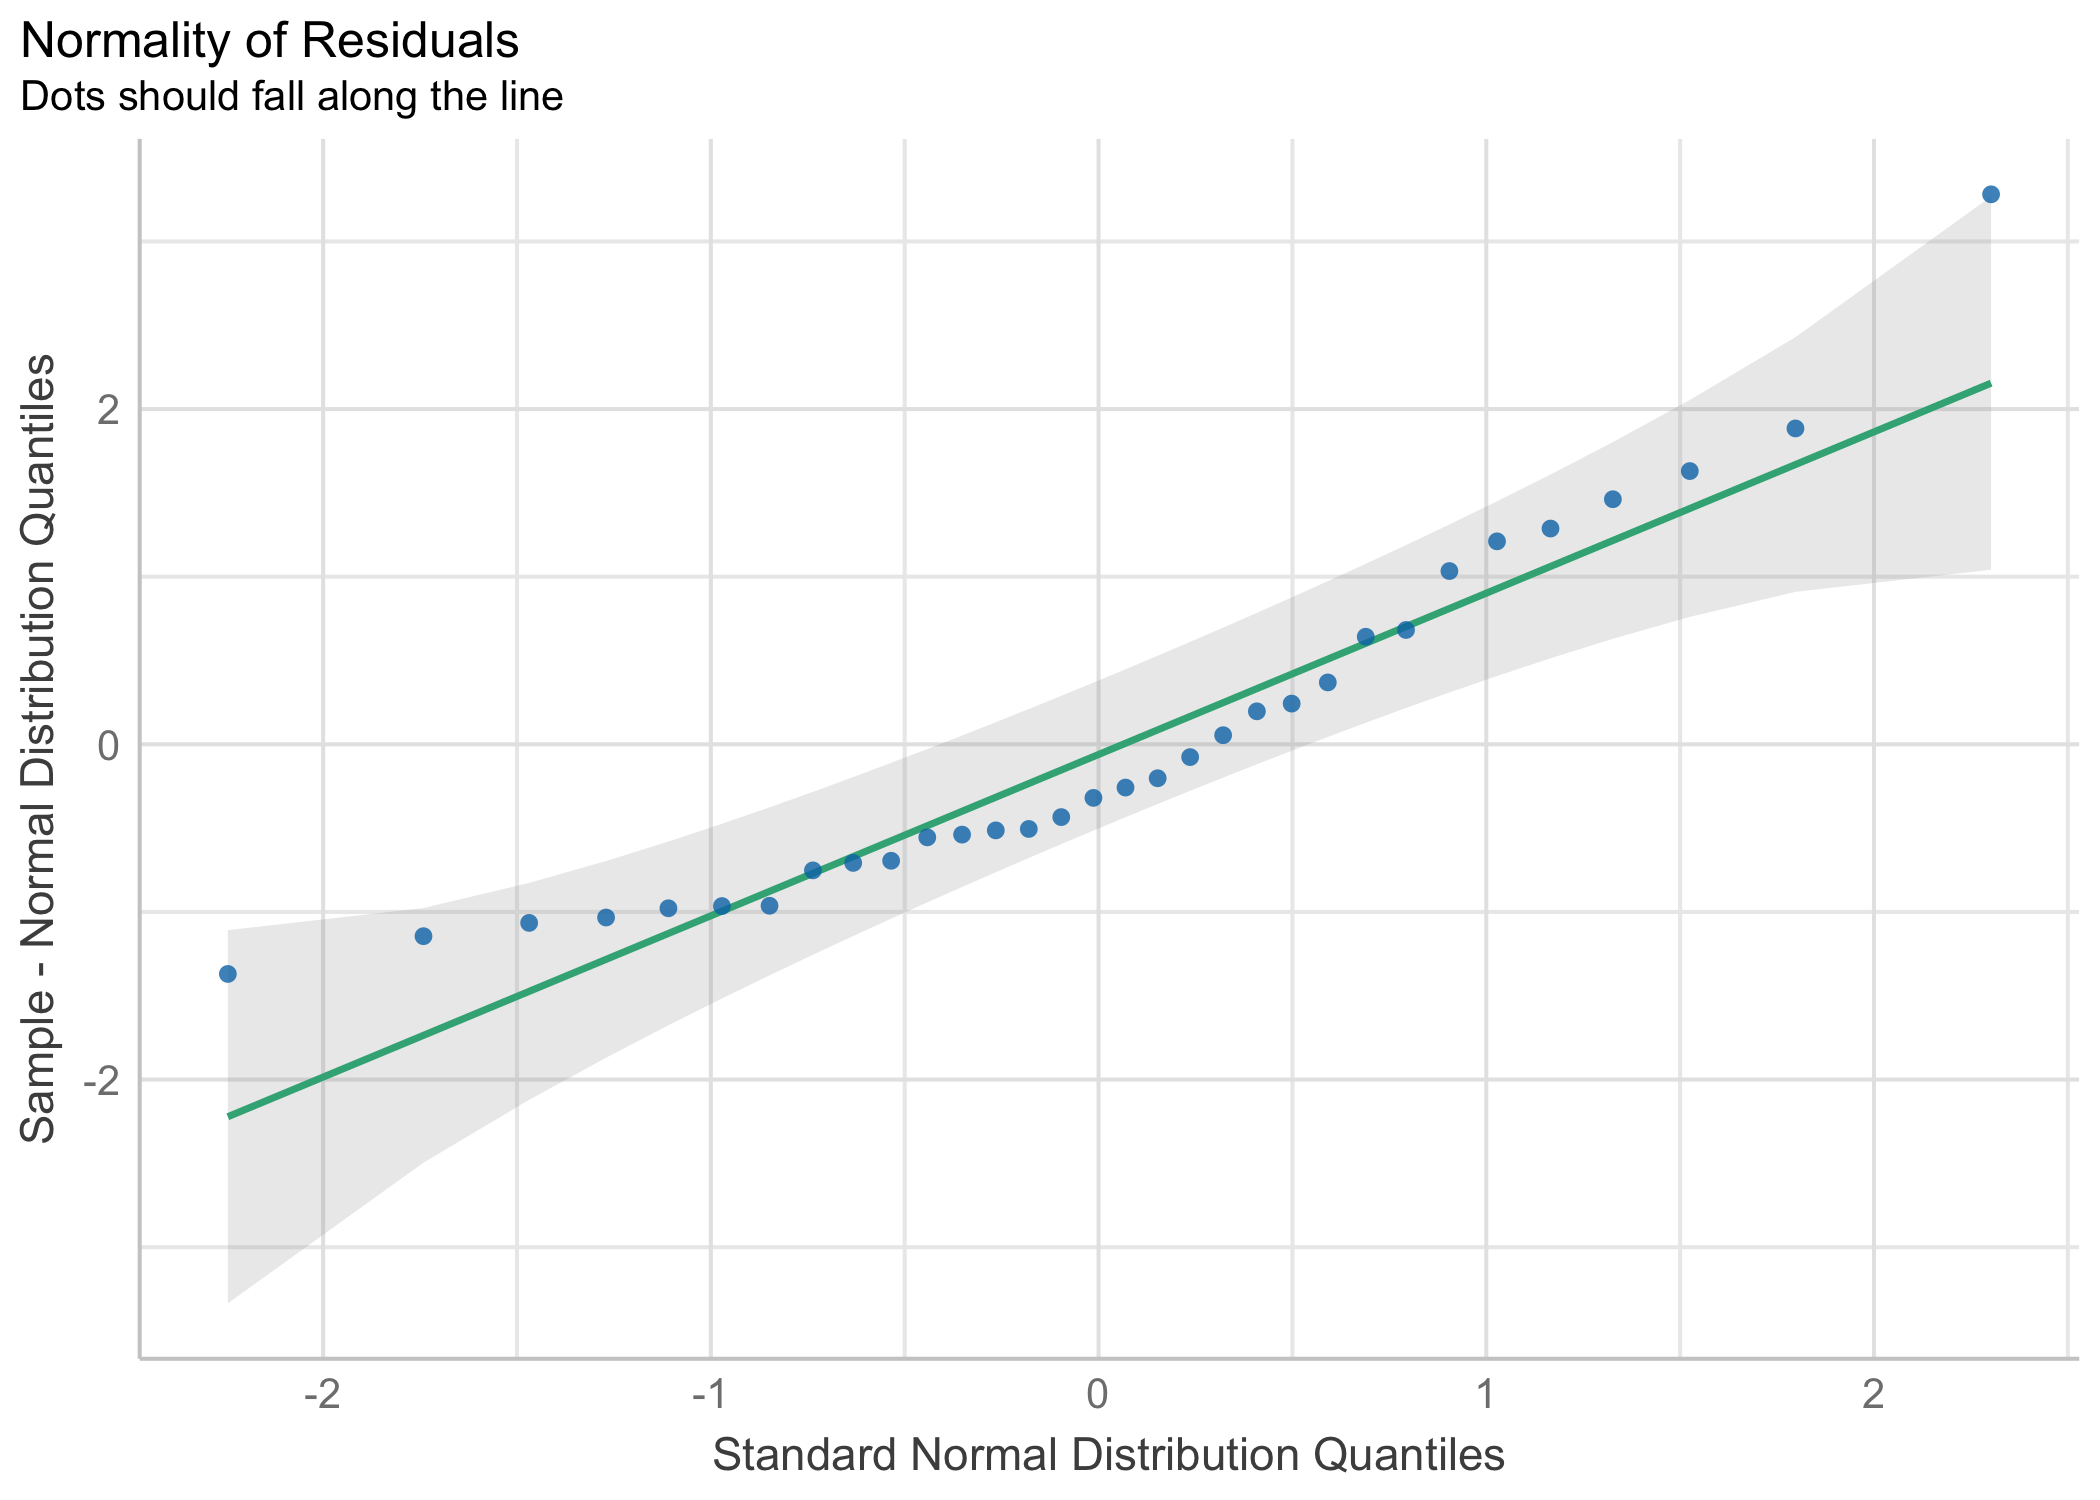 Normality of Residuals
Dots should fall along the line
Sample - Normal Distribution Quantiles
2
0
-2
-2
-1
0
1
2
Standard Normal Distribution Quantiles